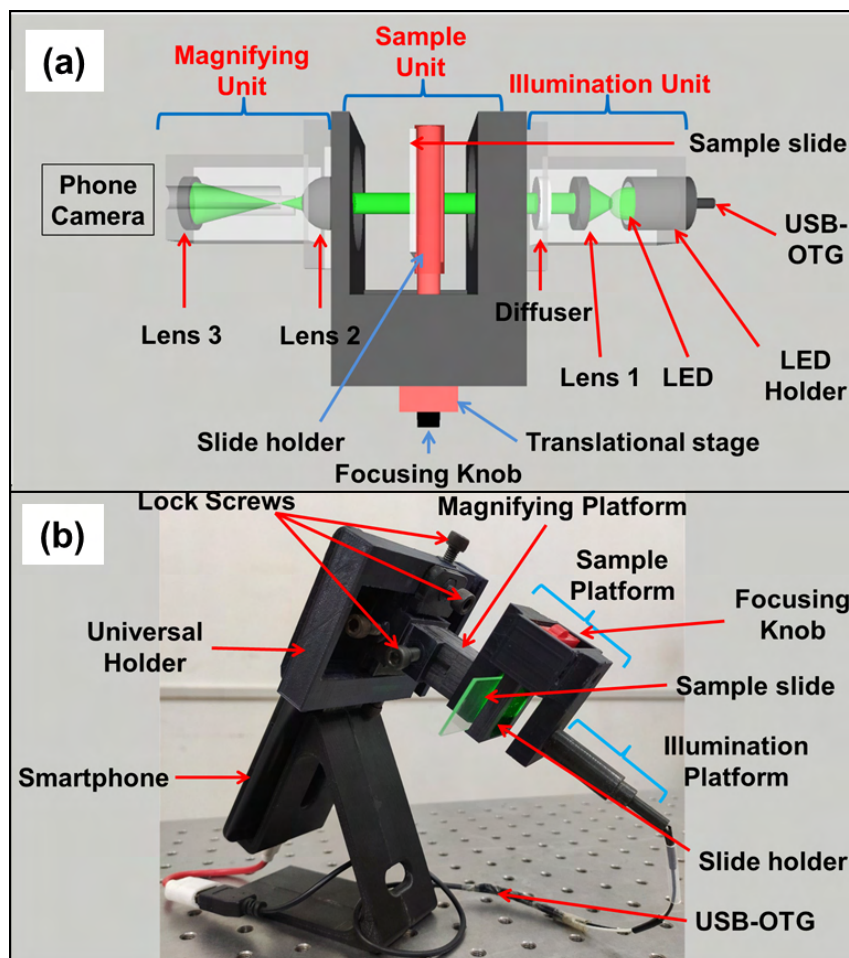 (a)
Magnifying
Unit
Sample
Unit
Illumination Unit
Sample slide
Phone
Camera
USB-
OTG
Lens 3
Lens 2
Diffuser
Lens 1
LED
LED
Holder
Slide holder
Translational stage
Focusing Knob
(b)
Lock Screws
Magnifying Platform
Sample
Platform
Focusing
Knob
Universal
Holder
Sample slide
Illumination
Platform
Smartphone
Slide holder
USB-OTG